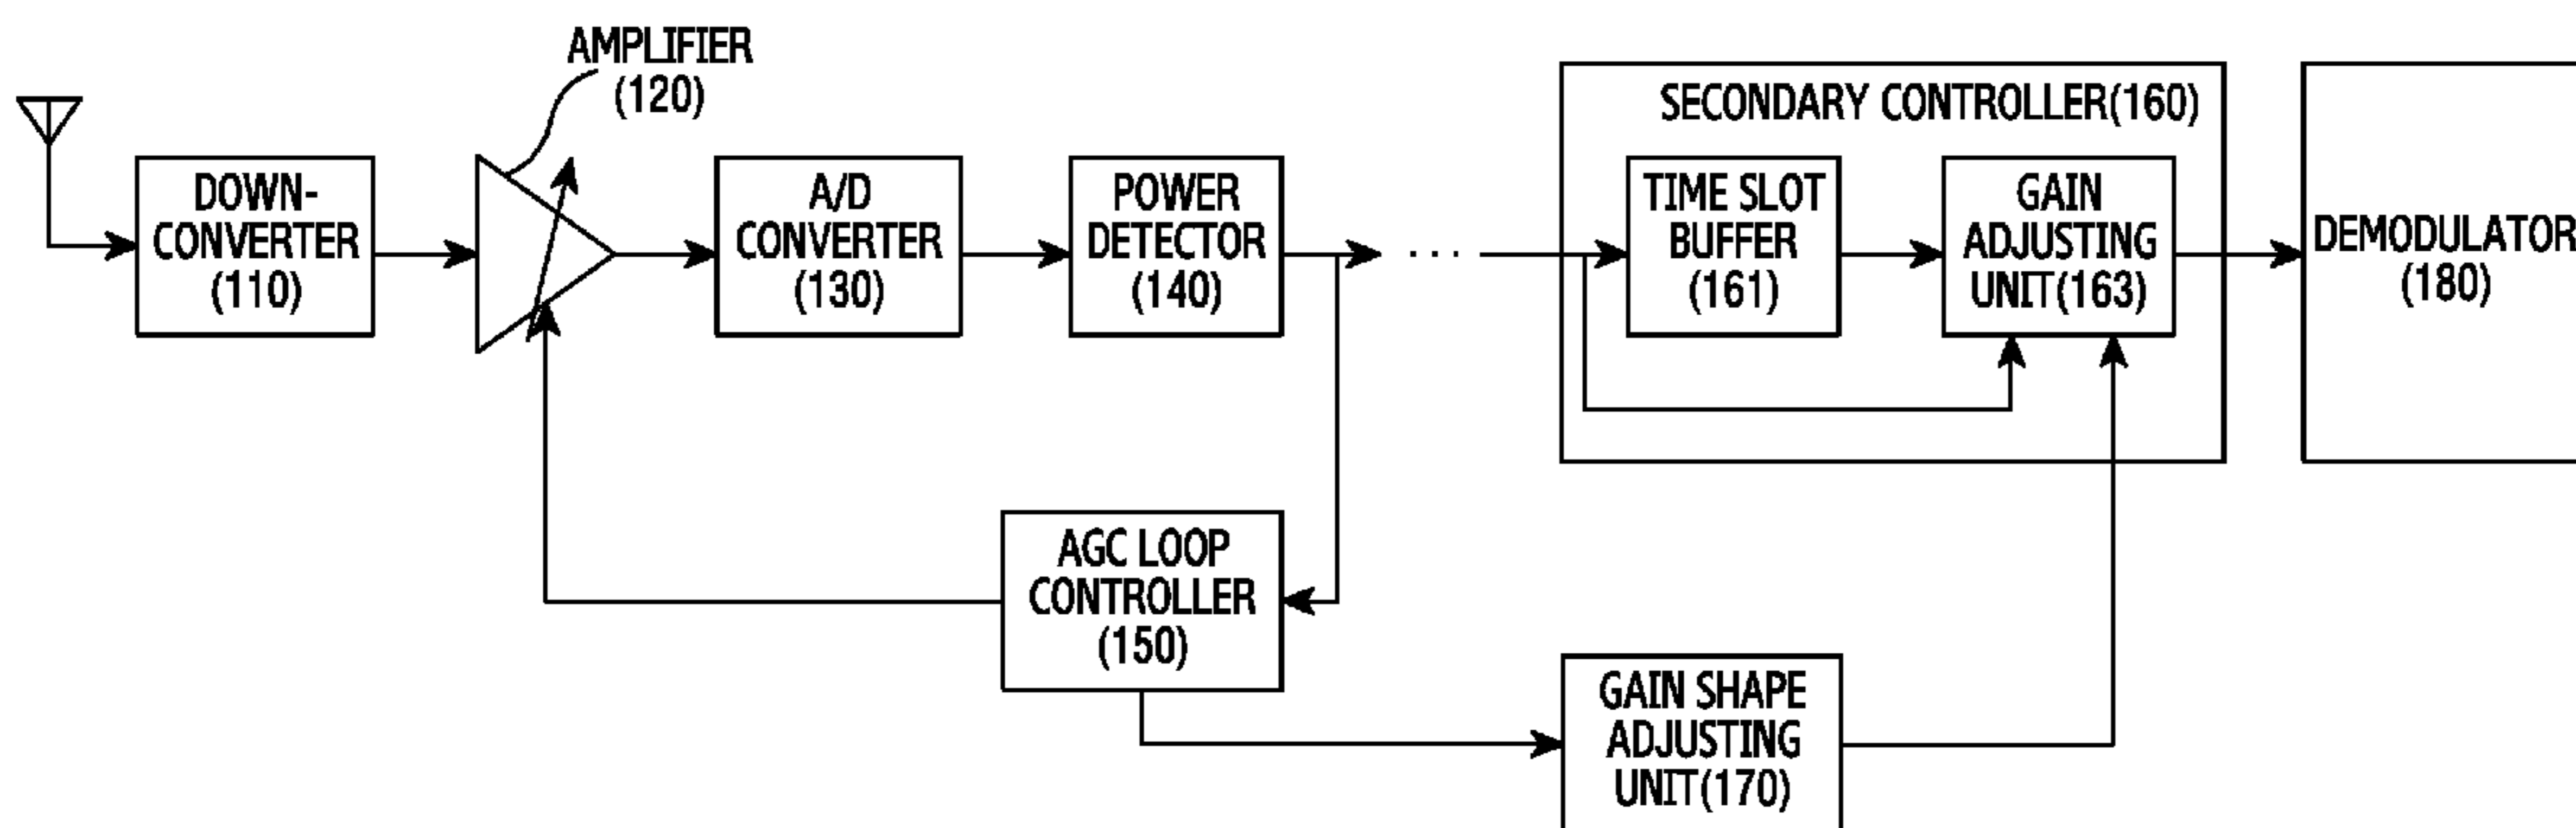 AMPLIFIER
(120)
DOWN-
CONVERTER
(110)
A/D
CONVERTER
(130)
POWER
DETECTOR
(140)
...
SECONDARY CONTROLLER(160)
TIME SLOT
BUFFER
(161)
GAIN
ADJUSTING
UNIT(163)
DEMODULATOR
(180)
AGC LOOP
CONTROLLER
(150)
GAIN SHAPE
ADJUSTING
UNIT(170)